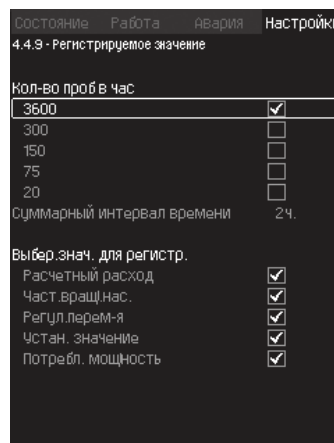 Состояние Работа Авария Настройки
4.4.9 - Регистрируемое значение
Кол-во проб в час
3600
300
150
75
20
Суммарный интервал времени 2ч.
Выбер.знач. для регистр.
Расчетный расход
Част.вращ.нас.
Регул.перем-я
Устан. значение
Потребл. мощность